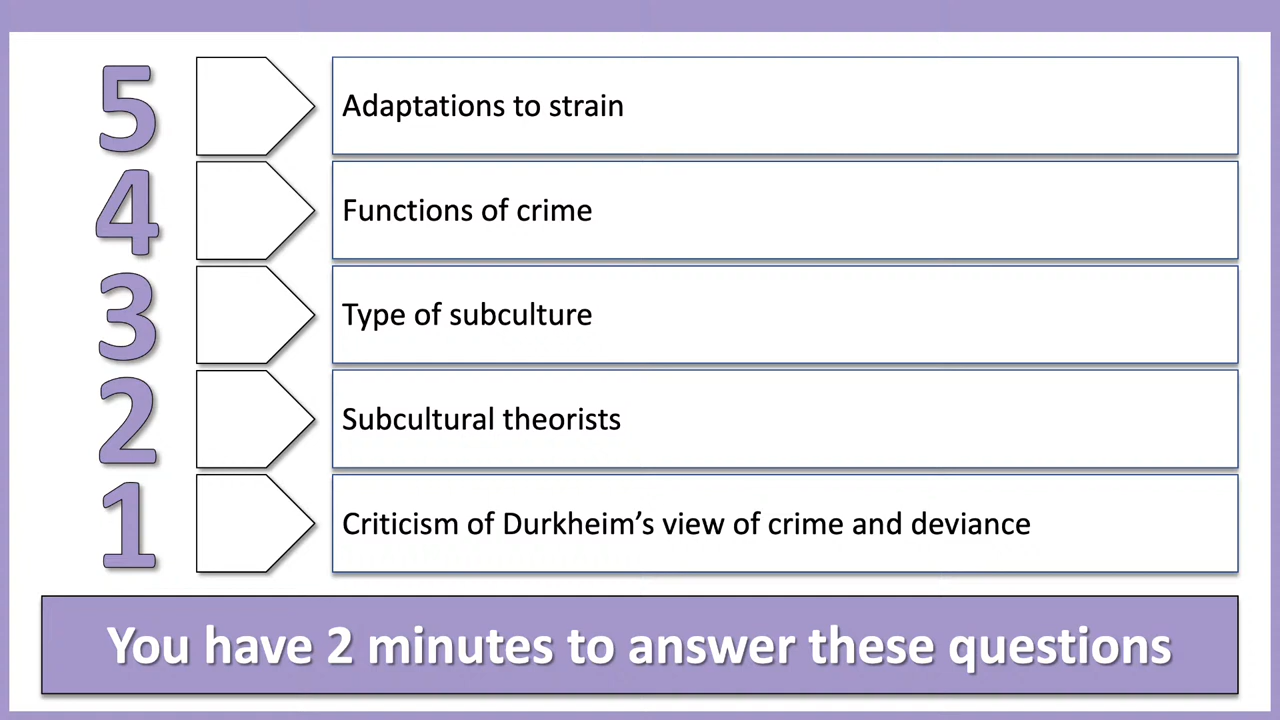 5
Adaptations to strain
4
Functions of crime
3
Type of subculture
2
Subcultural theorists
1
Criticism of Durkheim’s view of crime and deviance
You have 2 minutes to answer these questions